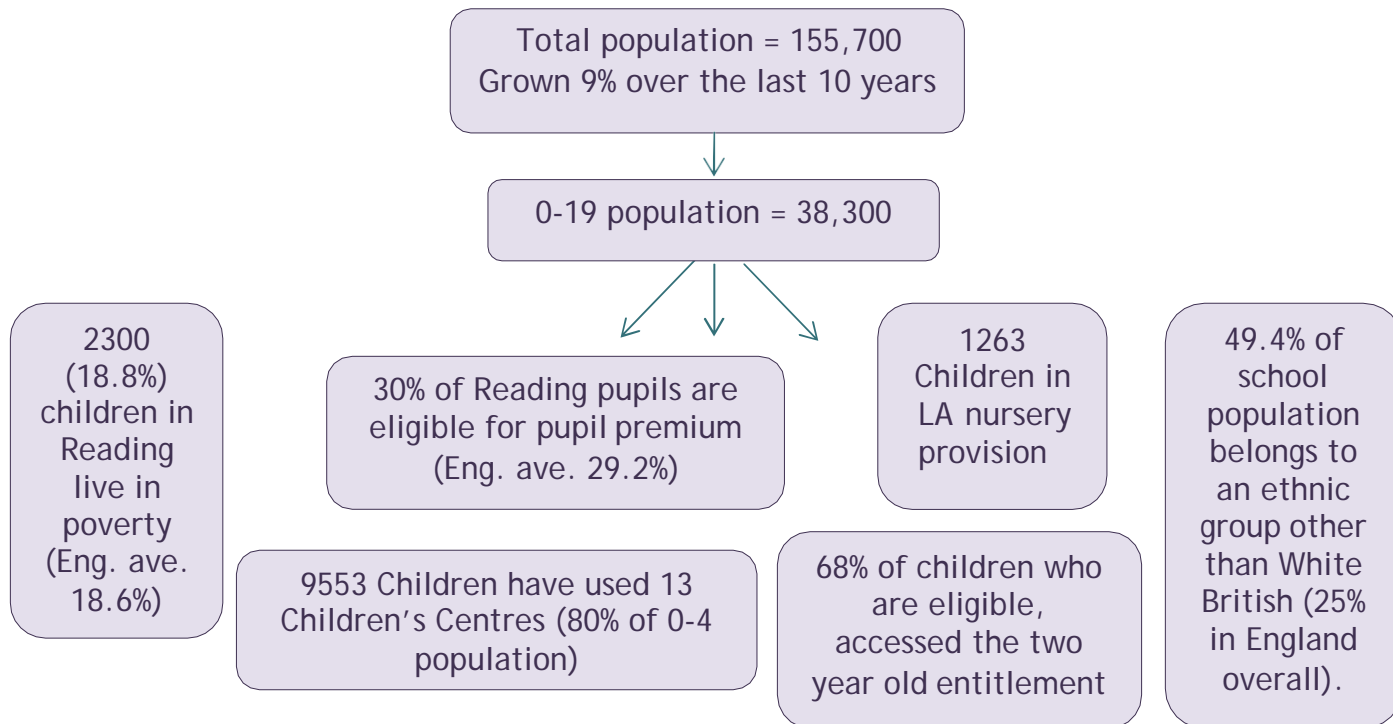 Total population = 155,700
Grown 9% over the last 10 years
0-19 population = 38,300
2300
(18.8%)
children in
Reading
live in
poverty
(Eng. ave.
18.6%)
30% of Reading pupils are
eligible for pupil premium
(Eng. ave. 29.2%)
1263
Children in
LA nursery
provision
49.4% of
school
population
belongs to
an ethnic
group other
than White
British (25%
in England
overall).
9553 Children have used 13
Children’s Centres (80% of 0-4
population)
68% of children who
are eligible,
accessed the two
year old entitlement